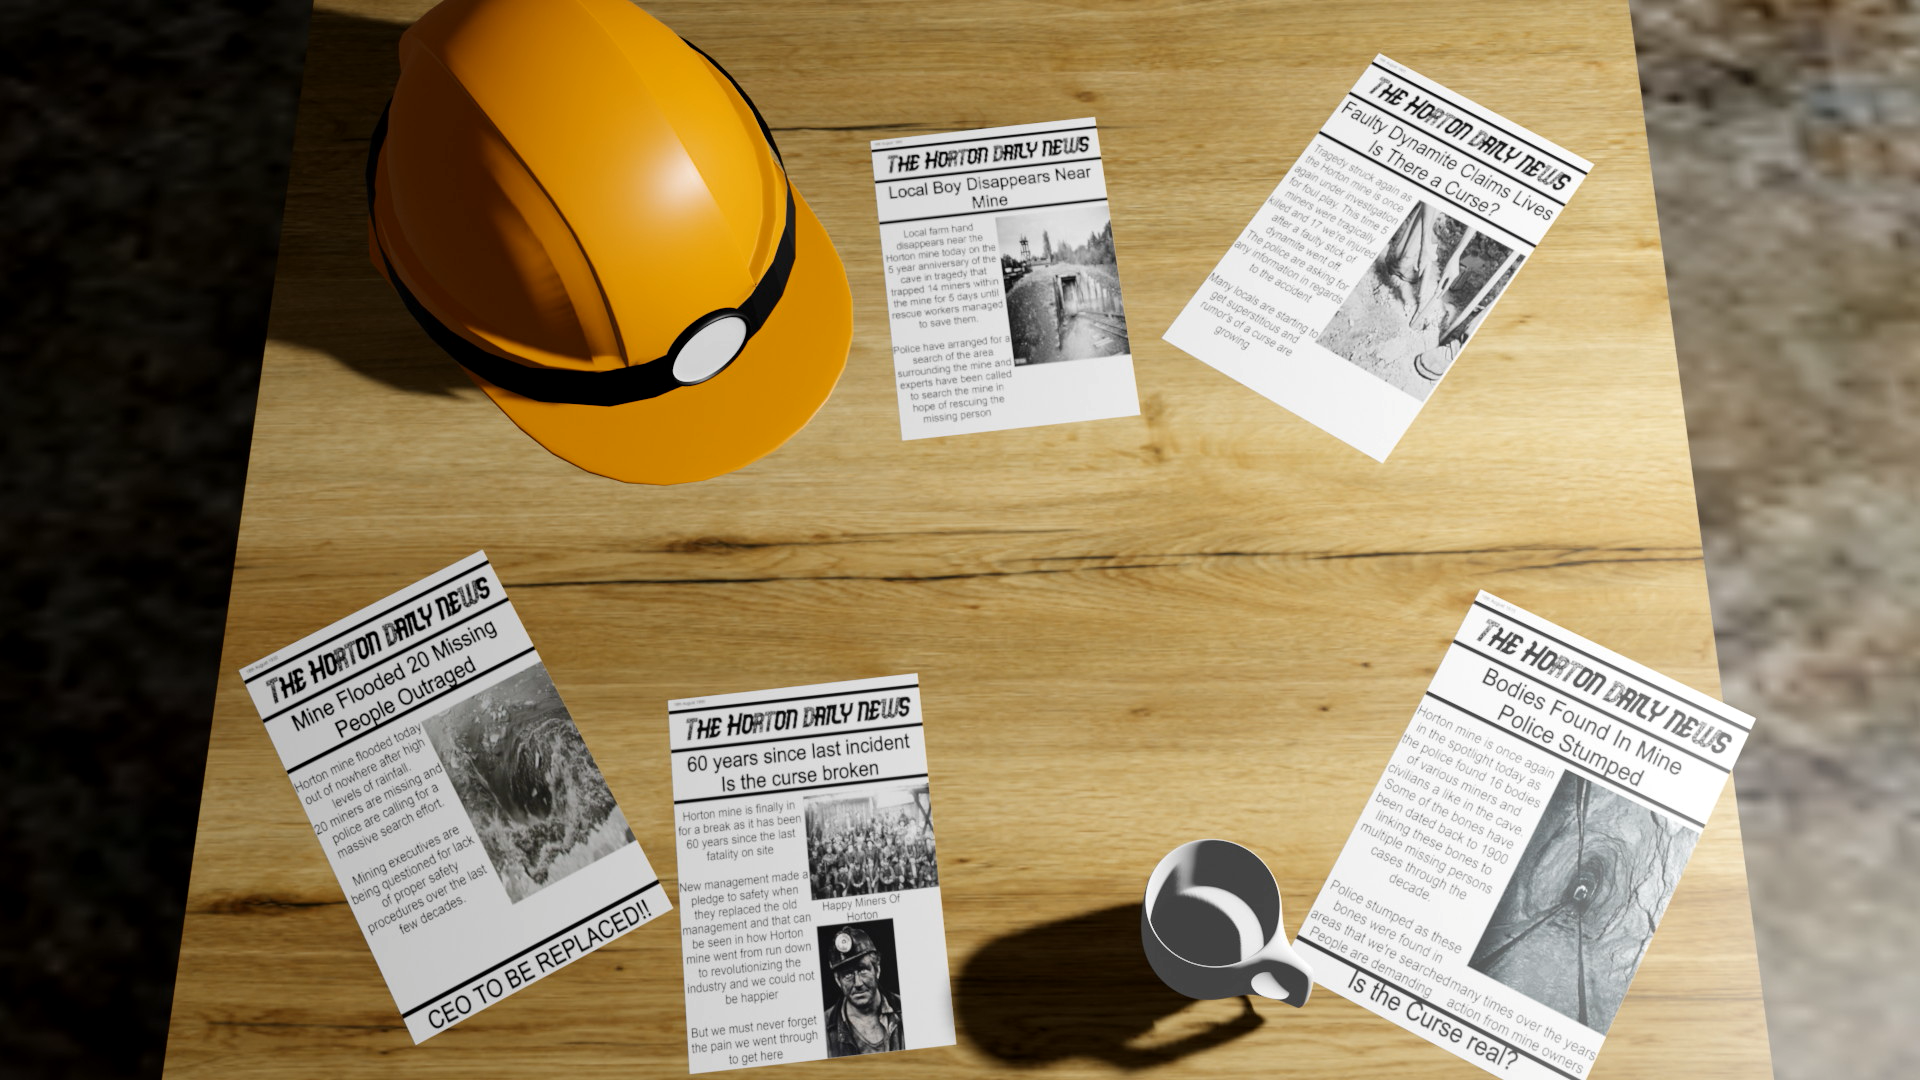 THE HORTON DAILY NEWS
Local Boy Disappears Near
Mine
Local farm hand
disappears near the
Horton mine today on the
5 year anniversary of the
cave in tragedy that
trapped 14 miners within
the mine for 5 days until
rescue workers managed
to save them.
Police have arranged for a
search of the area
surrounding the mine and
experts have been called
to search the mine in
hope of rescuing the
missing person
THE HORTON DAILY NEWS
Faulty Dynamite Claims Lives
Is There a Curse?
Tragedy struck again as
the Horton mine is once
again under investigation
for foul play. This time 5
miners were tragically
killed and 17 we're injured
after a faulty stick of
dynamite went off.
The police are asking for
any information in regards
to the accident
Many locals are starting to
get superstitious and
rumor's of a curse are
growing
THE HORTON DAILY NEWS
Mine Flooded 20 Missing
People Outraged
Horton mine flooded today
out of nowhere after high
levels of rainfall.
20 miners are missing and
police are calling for a
massive search effort.
Mining executives are
being questioned for lack
of proper safety
procedures over the last
few decades.
CEO TO BE REPLACED!!
THE HORTON DAILY NEWS
60 years since last incident
Is the curse broken
Horton mine is finally in
for a break as it has been
60 years since the last
fatality on site
New management made a
pledge to safety when
they replaced the old
management and that can
be seen in how Horton
mine went from run down
to revolutionizing the
industry and we could not
be happier
But we must never forget
the pain we went through
to get here
Happy Miners Of
Horton
THE HORTON DAILY NEWS
Bodies Found In Mine
Police Stumped
Horton mine is once again
in the spotlight today as
the police found 16 bodies
of various miners and
civilians a like in the cave.
Some of the bones have
been dated back to 1900
linking these bones to
multiple missing persons
cases through the
decade.
Police stumped as these
bones were found in
areas that we're searched many times over the years
People are demanding action from mine owners
Is the Curse real?